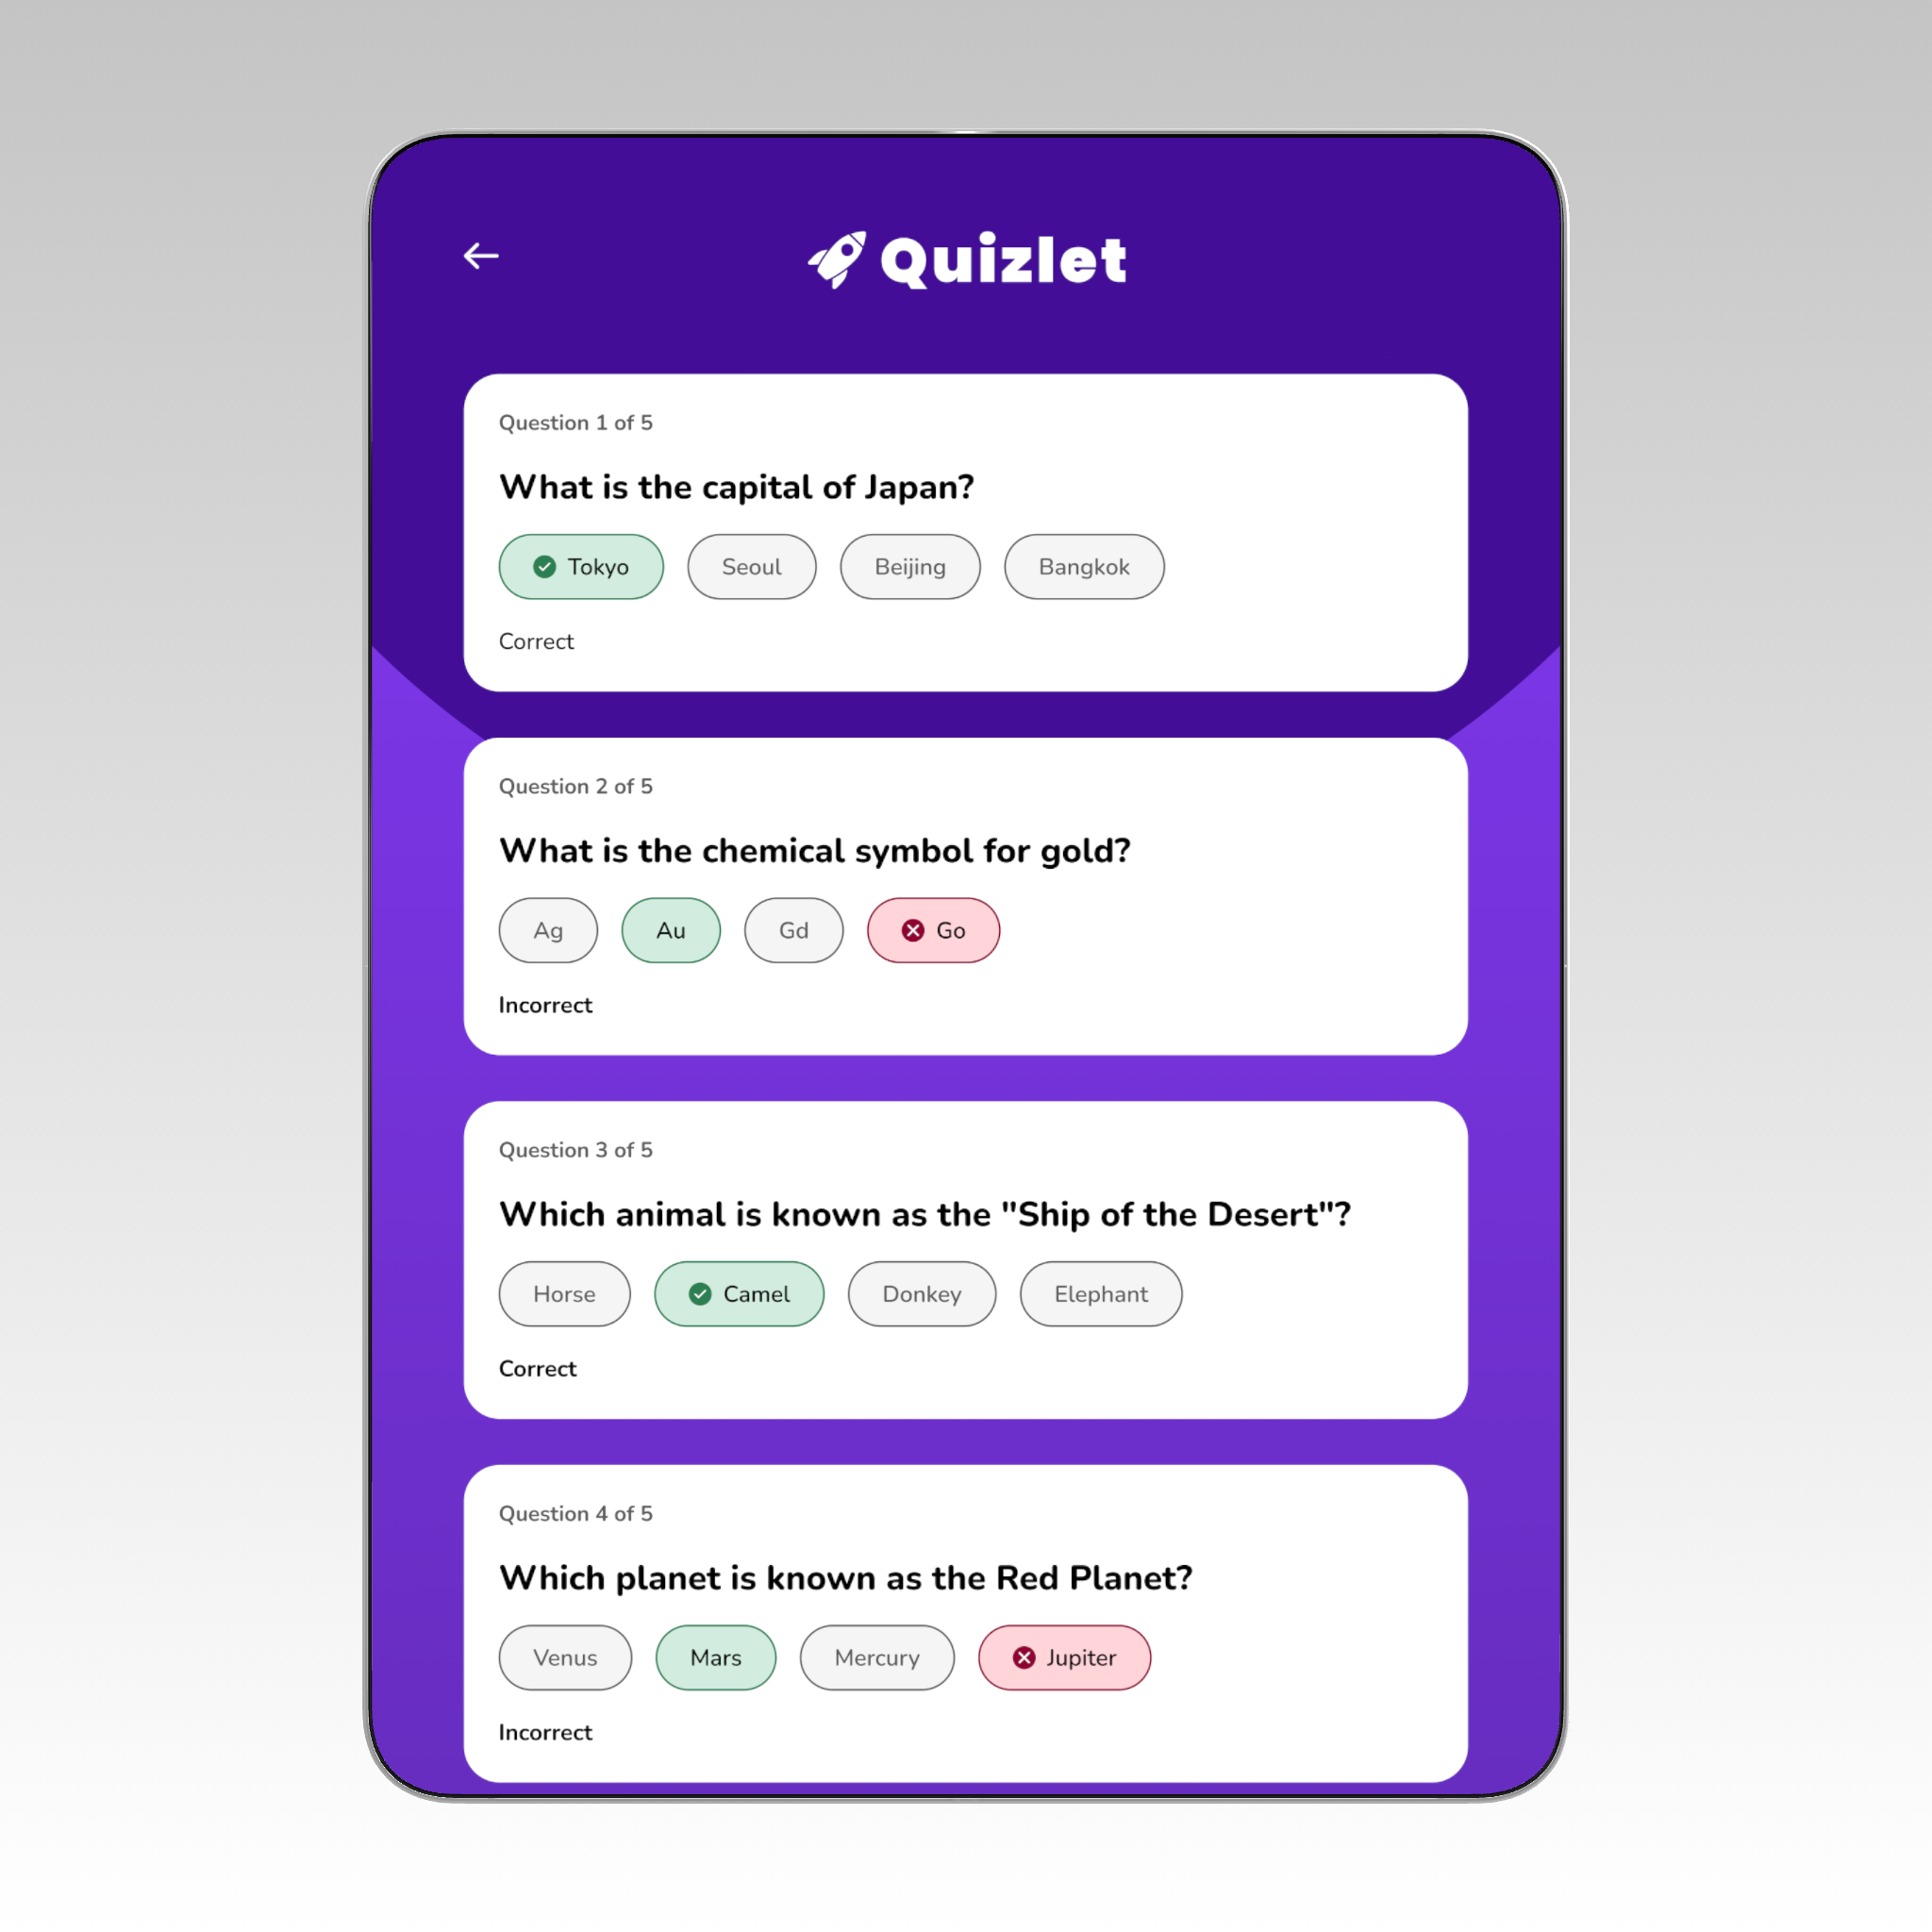 Quizlet
Question 1 of 5
What is the capital of Japan?
Tokyo Seoul Beijing Bangkok
Correct
Question 2 of 5
What is the chemical symbol for gold?
Ag Au Gd Go
Incorrect
Question 3 of 5
Which animal is known as the "Ship of the Desert"?
Horse Camel Donkey Elephant
Correct
Question 4 of 5
Which planet is known as the Red Planet?
Venus Mars Mercury Jupiter
Incorrect